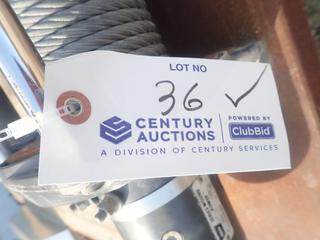 LOT NO
36 ✓
CENTURY AUCTIONS
POWERED BY
ClubBid
A DIVISION OF CENTURY SERVICES